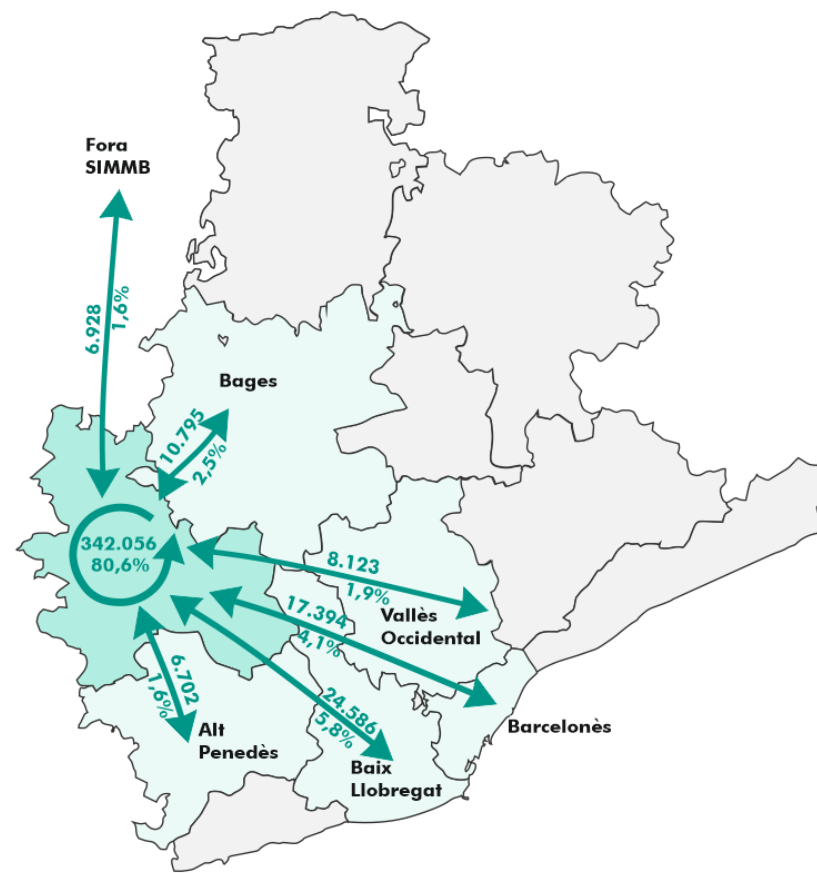 Fora
SIMMB
6.928
1,6%
Bages
10.795
2,5%
342.056
80,6%
8.123
1,9%
Vallès
Occidental
17.394
4,1%
Barcelonès
24.586
5,8%
Baix
Llobregat
6.702
1,6%
Alt
Penedès